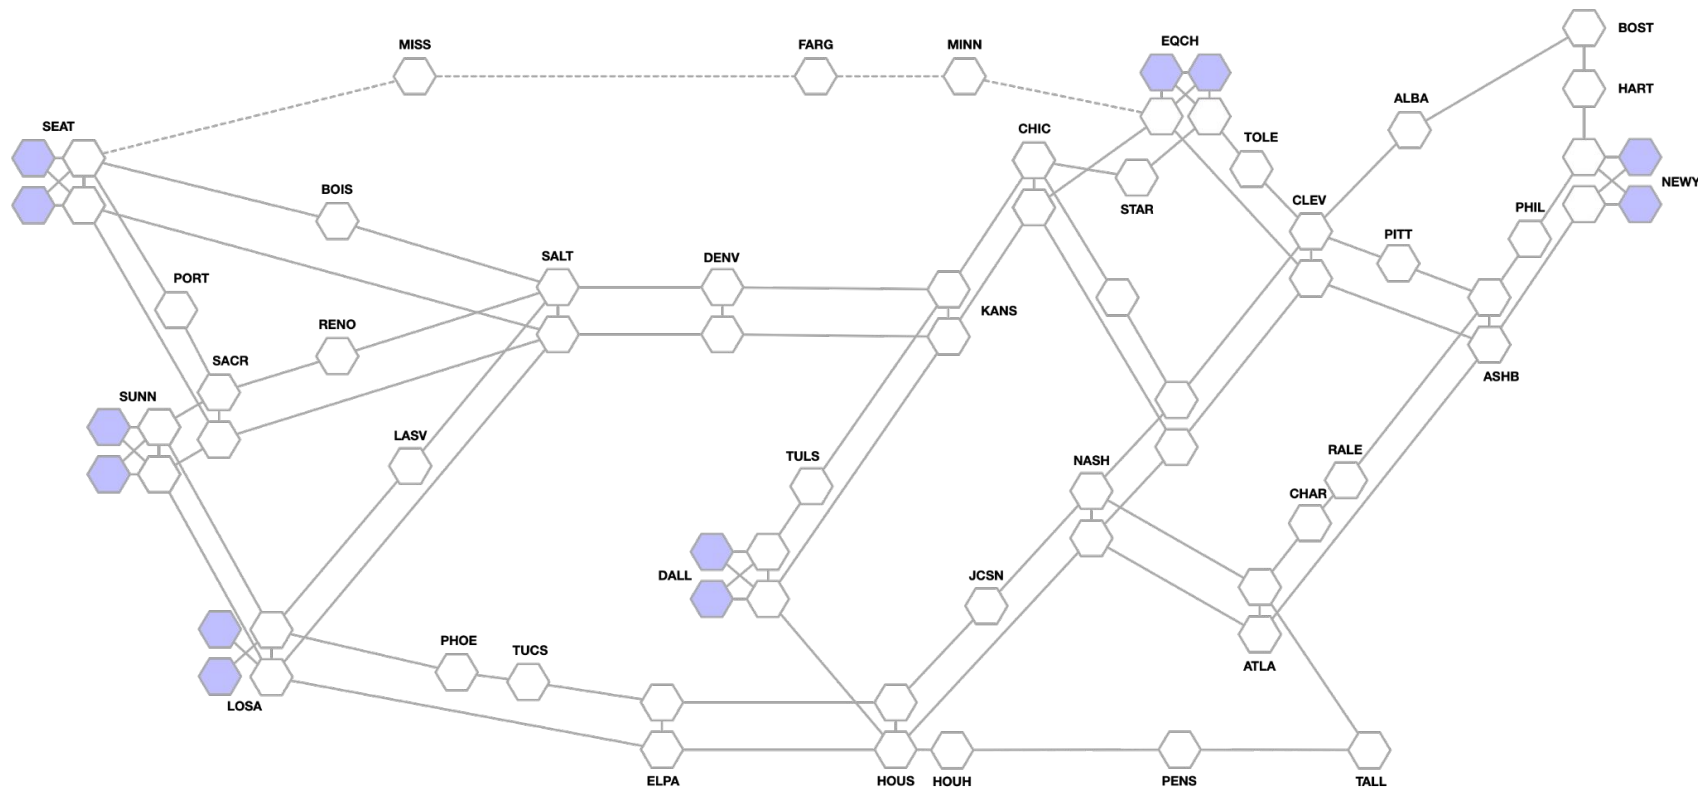 BOST
MISS
FARG
MINN
EQCH
HART
ALBA
SEAT
CHIC
TOLE
NEWY
BOIS
STAR
CLEV
PHIL
PITT
SALT
DENV
PORT
KANS
RENO
SACR
ASHB
SUNN
LASV
TULS
NASH
RALE
CHAR
DALL
JCSN
PHOE
TUCS
ATLA
LOSA
ELPA
HOUS
HOUH
PENS
TALL